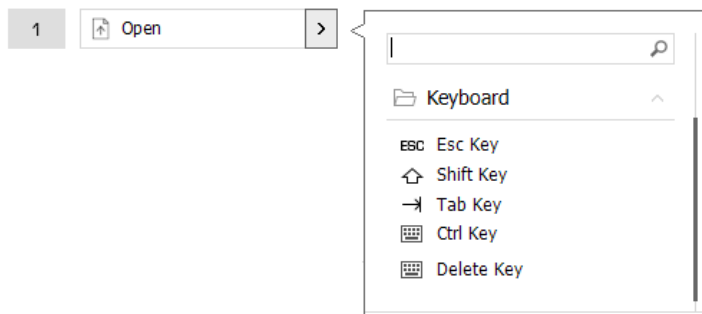 1
Open
Keyboard
ESC Esc Key
Shift Key
Tab Key
Ctrl Key
Delete Key